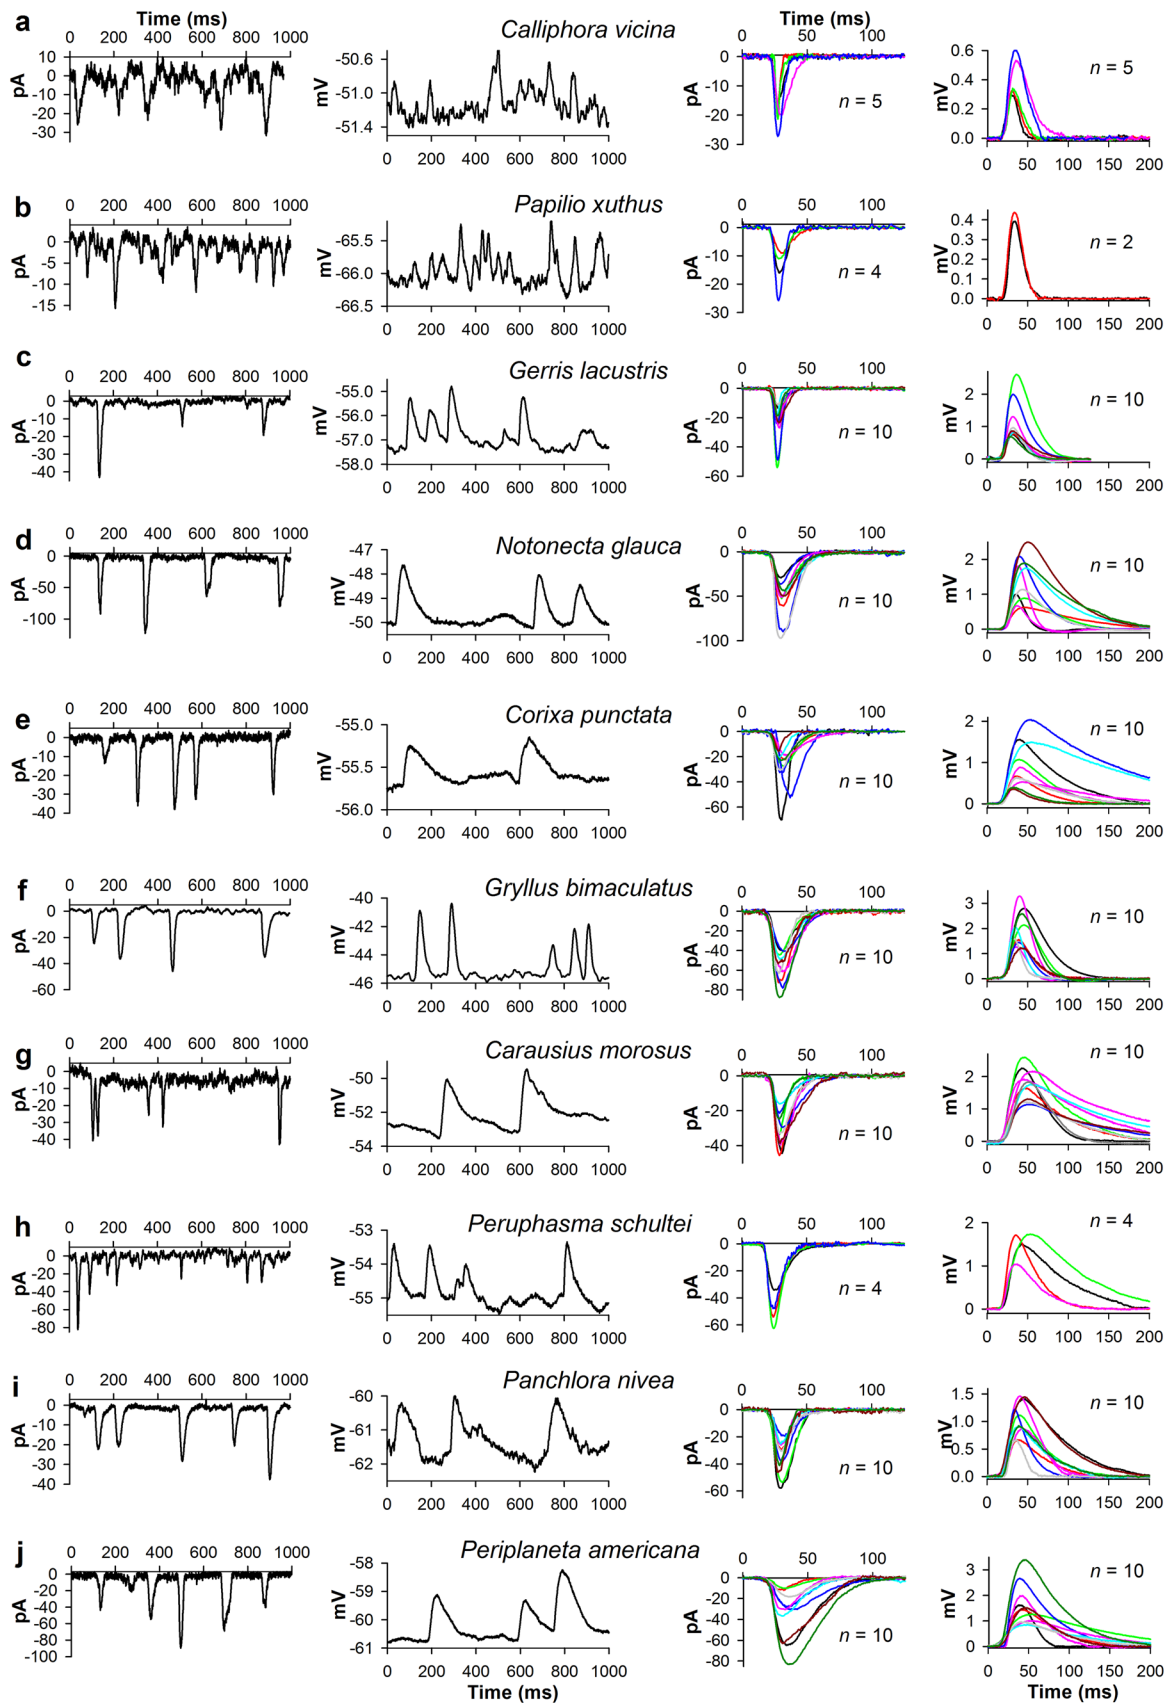 a
Time (ms)
Calliphora vicina
Time (ms)
0 200 400 600 800 1000
0 50 100
pA
10
0
-10
-20
-30
mV
-50.6
-51.0
-51.4
0 200 400 600 800 1000
pA
0
-10
-20
-30
n = 5
mV
0.6
0.4
0.2
0.0
n = 5
0 50 100 150 200
b
Papilio xuthus
0 200 400 600 800 1000
0 50 100
pA
0
-5
-10
-15
mV
-65.5
-66.0
-66.5
0 200 400 600 800 1000
pA
0
-10
-20
-30
n = 4
mV
0.4
0.3
0.2
0.1
0.0
n = 2
0 50 100 150 200
c
Gerris lacustris
0 200 400 600 800 1000
0 50 100
pA
0
-10
-20
-30
-40
mV
-55.0
-56.0
-57.0
-58.0
0 200 400 600 800 1000
pA
0
-20
-40
-60
n = 10
mV
2
1
0
n = 10
0 50 100 150 200
d
Notonecta glauca
0 200 400 600 800 1000
0 50 100
pA
0
-50
-100
mV
-47
-48
-49
-50
0 200 400 600 800 1000
pA
0
-50
-100
n = 10
mV
2
1
0
n = 10
0 50 100 150 200
e
Corixa punctata
0 200 400 600 800 1000
0 50 100
pA
0
-10
-20
-30
-40
mV
-55.0
-55.5
-56.0
0 200 400 600 800 1000
pA
0
-20
-40
-60
n = 10
mV
2
1
0
n = 10
0 50 100 150 200
f
Gryllus bimaculatus
0 200 400 600 800 1000
0 50 100
pA
0
-20
-40
-60
mV
-40
-42
-44
-46
0 200 400 600 800 1000
pA
0
-20
-40
-60
-80
n = 10
mV
3
2
1
0
n = 10
0 50 100 150 200
g
Carausius morosus
0 200 400 600 800 1000
0 50 100
pA
0
-10
-20
-30
-40
mV
-50
-52
-54
0 200 400 600 800 1000
pA
0
-20
-40
n = 10
mV
2
1
0
n = 10
0 50 100 150 200
h
Peruphasma schultei
0 200 400 600 800 1000
0 50 100
pA
0
-20
-40
-60
-80
mV
-53
-54
-55
0 200 400 600 800 1000
pA
0
-20
-40
-60
n = 4
mV
2
1
0
n = 4
0 50 100 150 200
i
Panchlora nivea
0 200 400 600 800 1000
0 50 100
pA
0
-10
-20
-30
-40
mV
-60
-61
-62
0 200 400 600 800 1000
pA
0
-20
-40
-60
n = 10
mV
1.5
1.0
0.5
0.0
n = 10
0 50 100 150 200
j
Periplaneta americana
0 200 400 600 800 1000
0 50 100
pA
0
-20
-40
-60
-80
-100
mV
-58
-59
-60
-61
0 200 400 600 800 1000
Time (ms)
pA
0
-20
-40
-60
-80
n = 10
mV
3
2
1
0
n = 10
0 50 100 150 200
Time (ms)